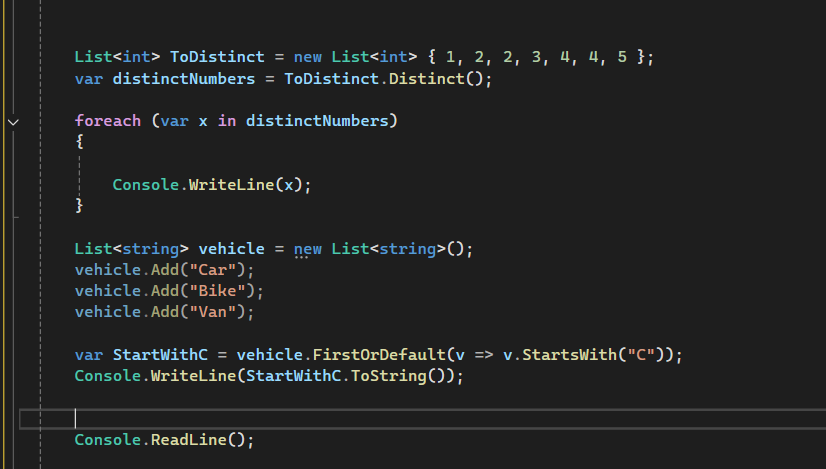 List<int> ToDistinct = new List<int> { 1, 2, 2, 3, 4, 4, 5 };
var distinctNumbers = ToDistinct.Distinct();
foreach (var x in distinctNumbers)
{
Console.WriteLine(x);
}
List<string> vehicle = new List<string>();
vehicle.Add("Car");
vehicle.Add("Bike");
vehicle.Add("Van");
var StartWithC = vehicle.FirstOrDefault(v => v.StartsWith("C"));
Console.WriteLine(StartWithC.ToString());
Console.ReadLine();